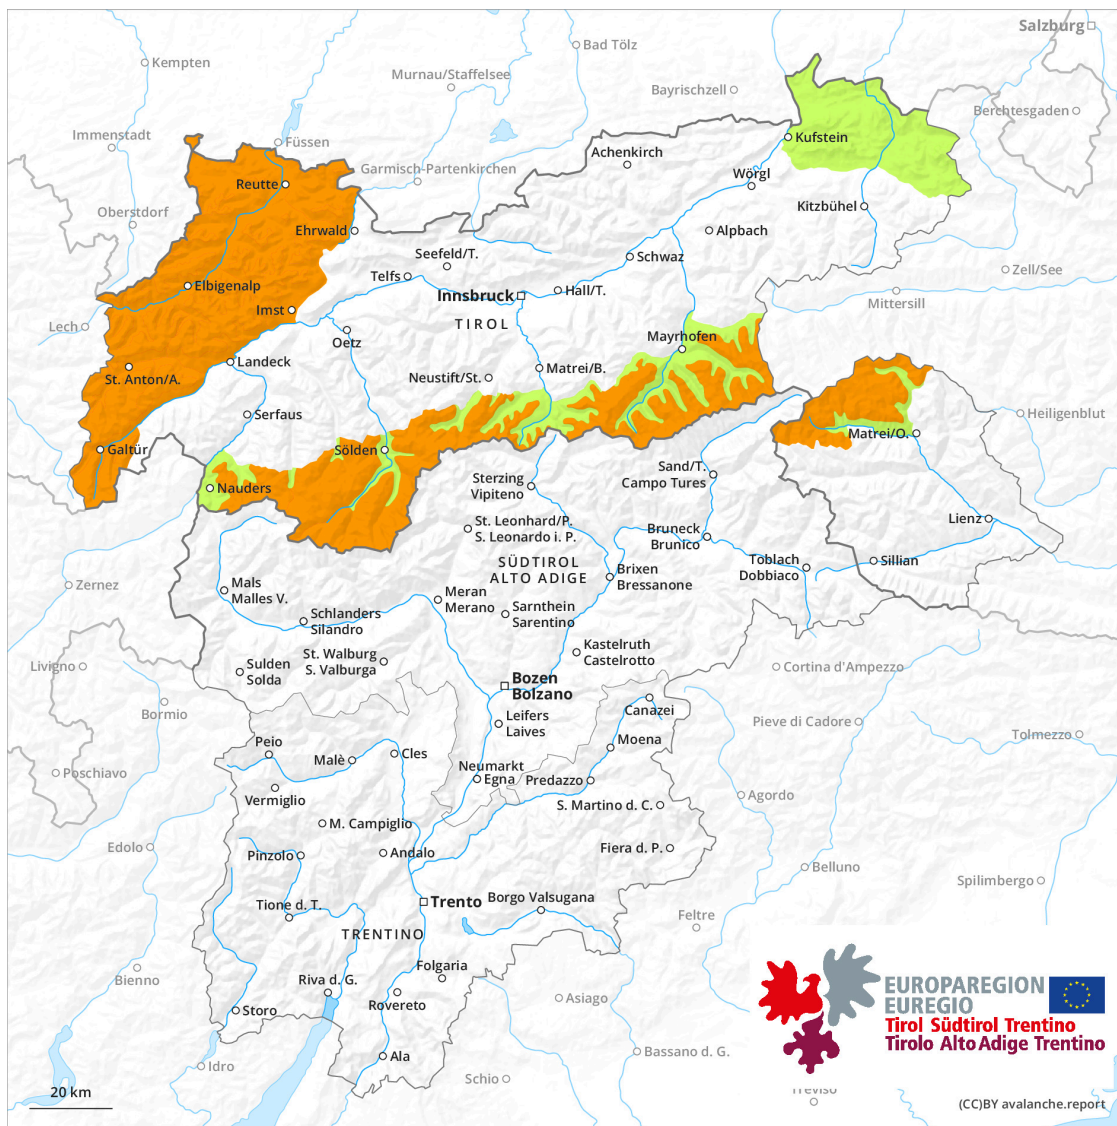 Salzburg
Bad Tölz
Kempten
Murnau/Staffelsee
Bayrischzell
Berchtesgaden
Immenstadt
Füssen
Kufstein
Achenkirch
Garmisch-Partenkirchen
Wörgl
Reutte
Kitzbühel
Oberstdorf
Ehrwald
Alpbach
Seefeld/T.
Schwaz
Telfs
Zell/See
Elbigenalp
Innsbruck
Hall/T.
Mittersill
Imst
TIROL
Lech
Oetz
Mayrhofen
Landeck
Matrei/B.
St. Anton/A.
Neustift/St.
Serfaus
Heiligenblut
Matrei/O.
Galtür
Sölden
Sand/T.
Campo Tures
Sterzing
Vipiteno
Nauders
Lienz
St. Leonhard/P.
S. Leonardo i. P.
Bruneck
Brunico
SÜDTIROL
ALTO ADIGE
Toblach
Dobbiaco
Sillian
Brixen
Bressanone
Zernez
Mals
Malles V.
Meran
Merano
Sarnthein
Sarentino
Schlanders
Silandro
Kastelruth
Castelrotto
St. Walburg
S. Valburga
Livigno
Sulden
Solda
Cortina d'Ampezzo
Bozen
Bolzano
Bormio
Canazei
Leifers
Laives
Pieve di Cadore
Tolmezzo
Peio
Moena
Malè
Cles
Poschiavo
Neumarkt
Egna
Predazzo
Vermiglio
Agordo
S. Martino d. C.
M. Campiglio
Edolo
Pinzolo
Andalo
Fiera d. P.
Belluno
Spilimbergo
Tione d. T.
Trento
Borgo Valsugana
Feltre
TRENTINO
Bienno
Folgaria
Riva d. G.
Rovereto
Asiago
Storo
EUROPAREGION
EUREGIO
Tirol Südtirol Trentino
Tirolo Alto Adige Trentino
Ala
Idro
Bassano d. G.
Schio
Treviso
20 km
(CC)BY avalanche.report